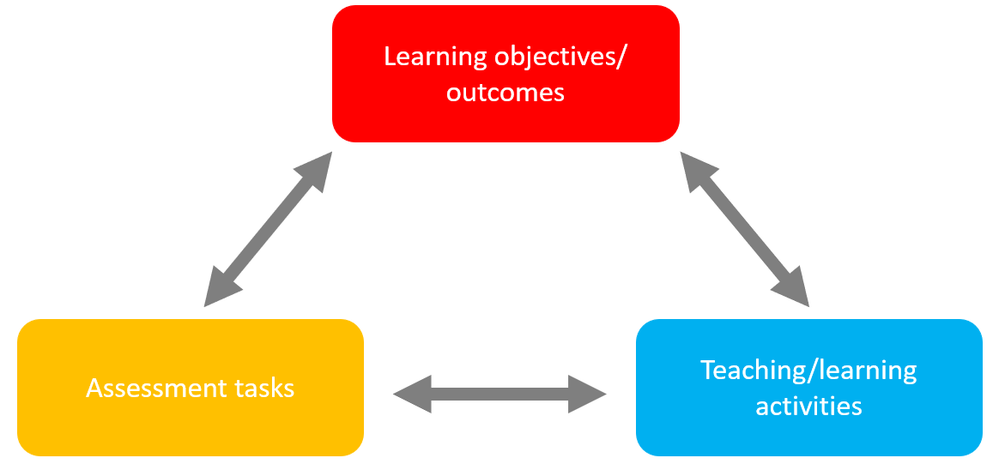 Learning objectives/
outcomes
Assessment tasks
Teaching/learning
activities